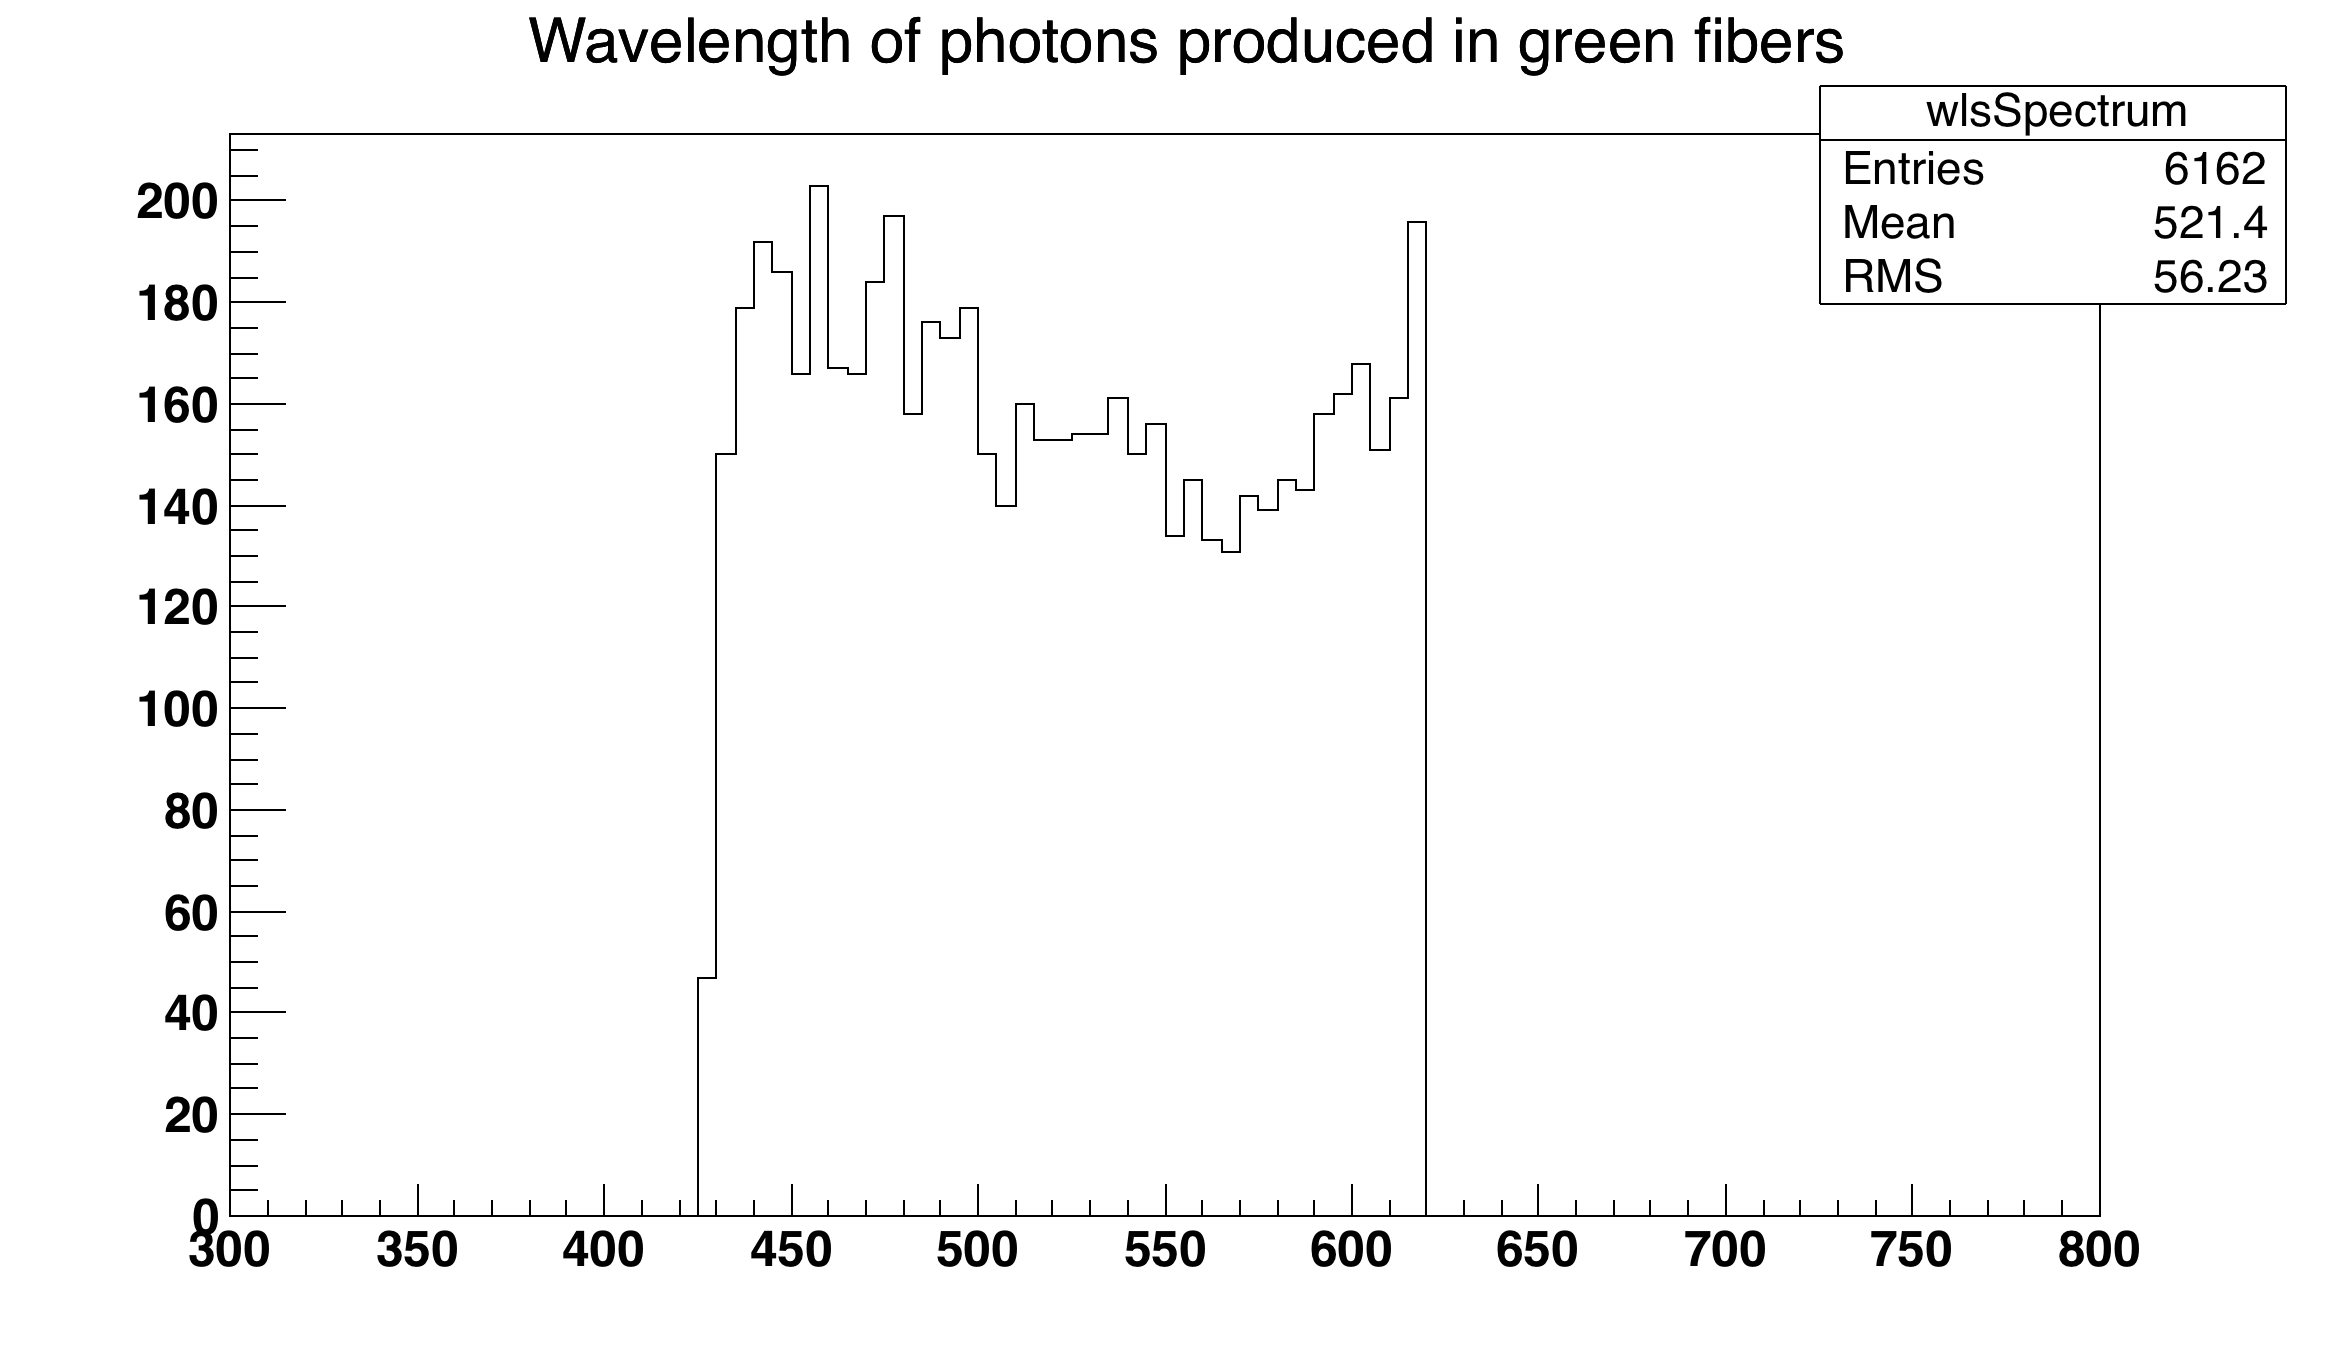 Wavelength of photons produced in green fibers
wlsSpectrum
Entries 6162
Mean 521.4
RMS 56.23
200
180
160
140
120
100
80
60
40
20
0
300 350 400 450 500 550 600 650 700 750 800